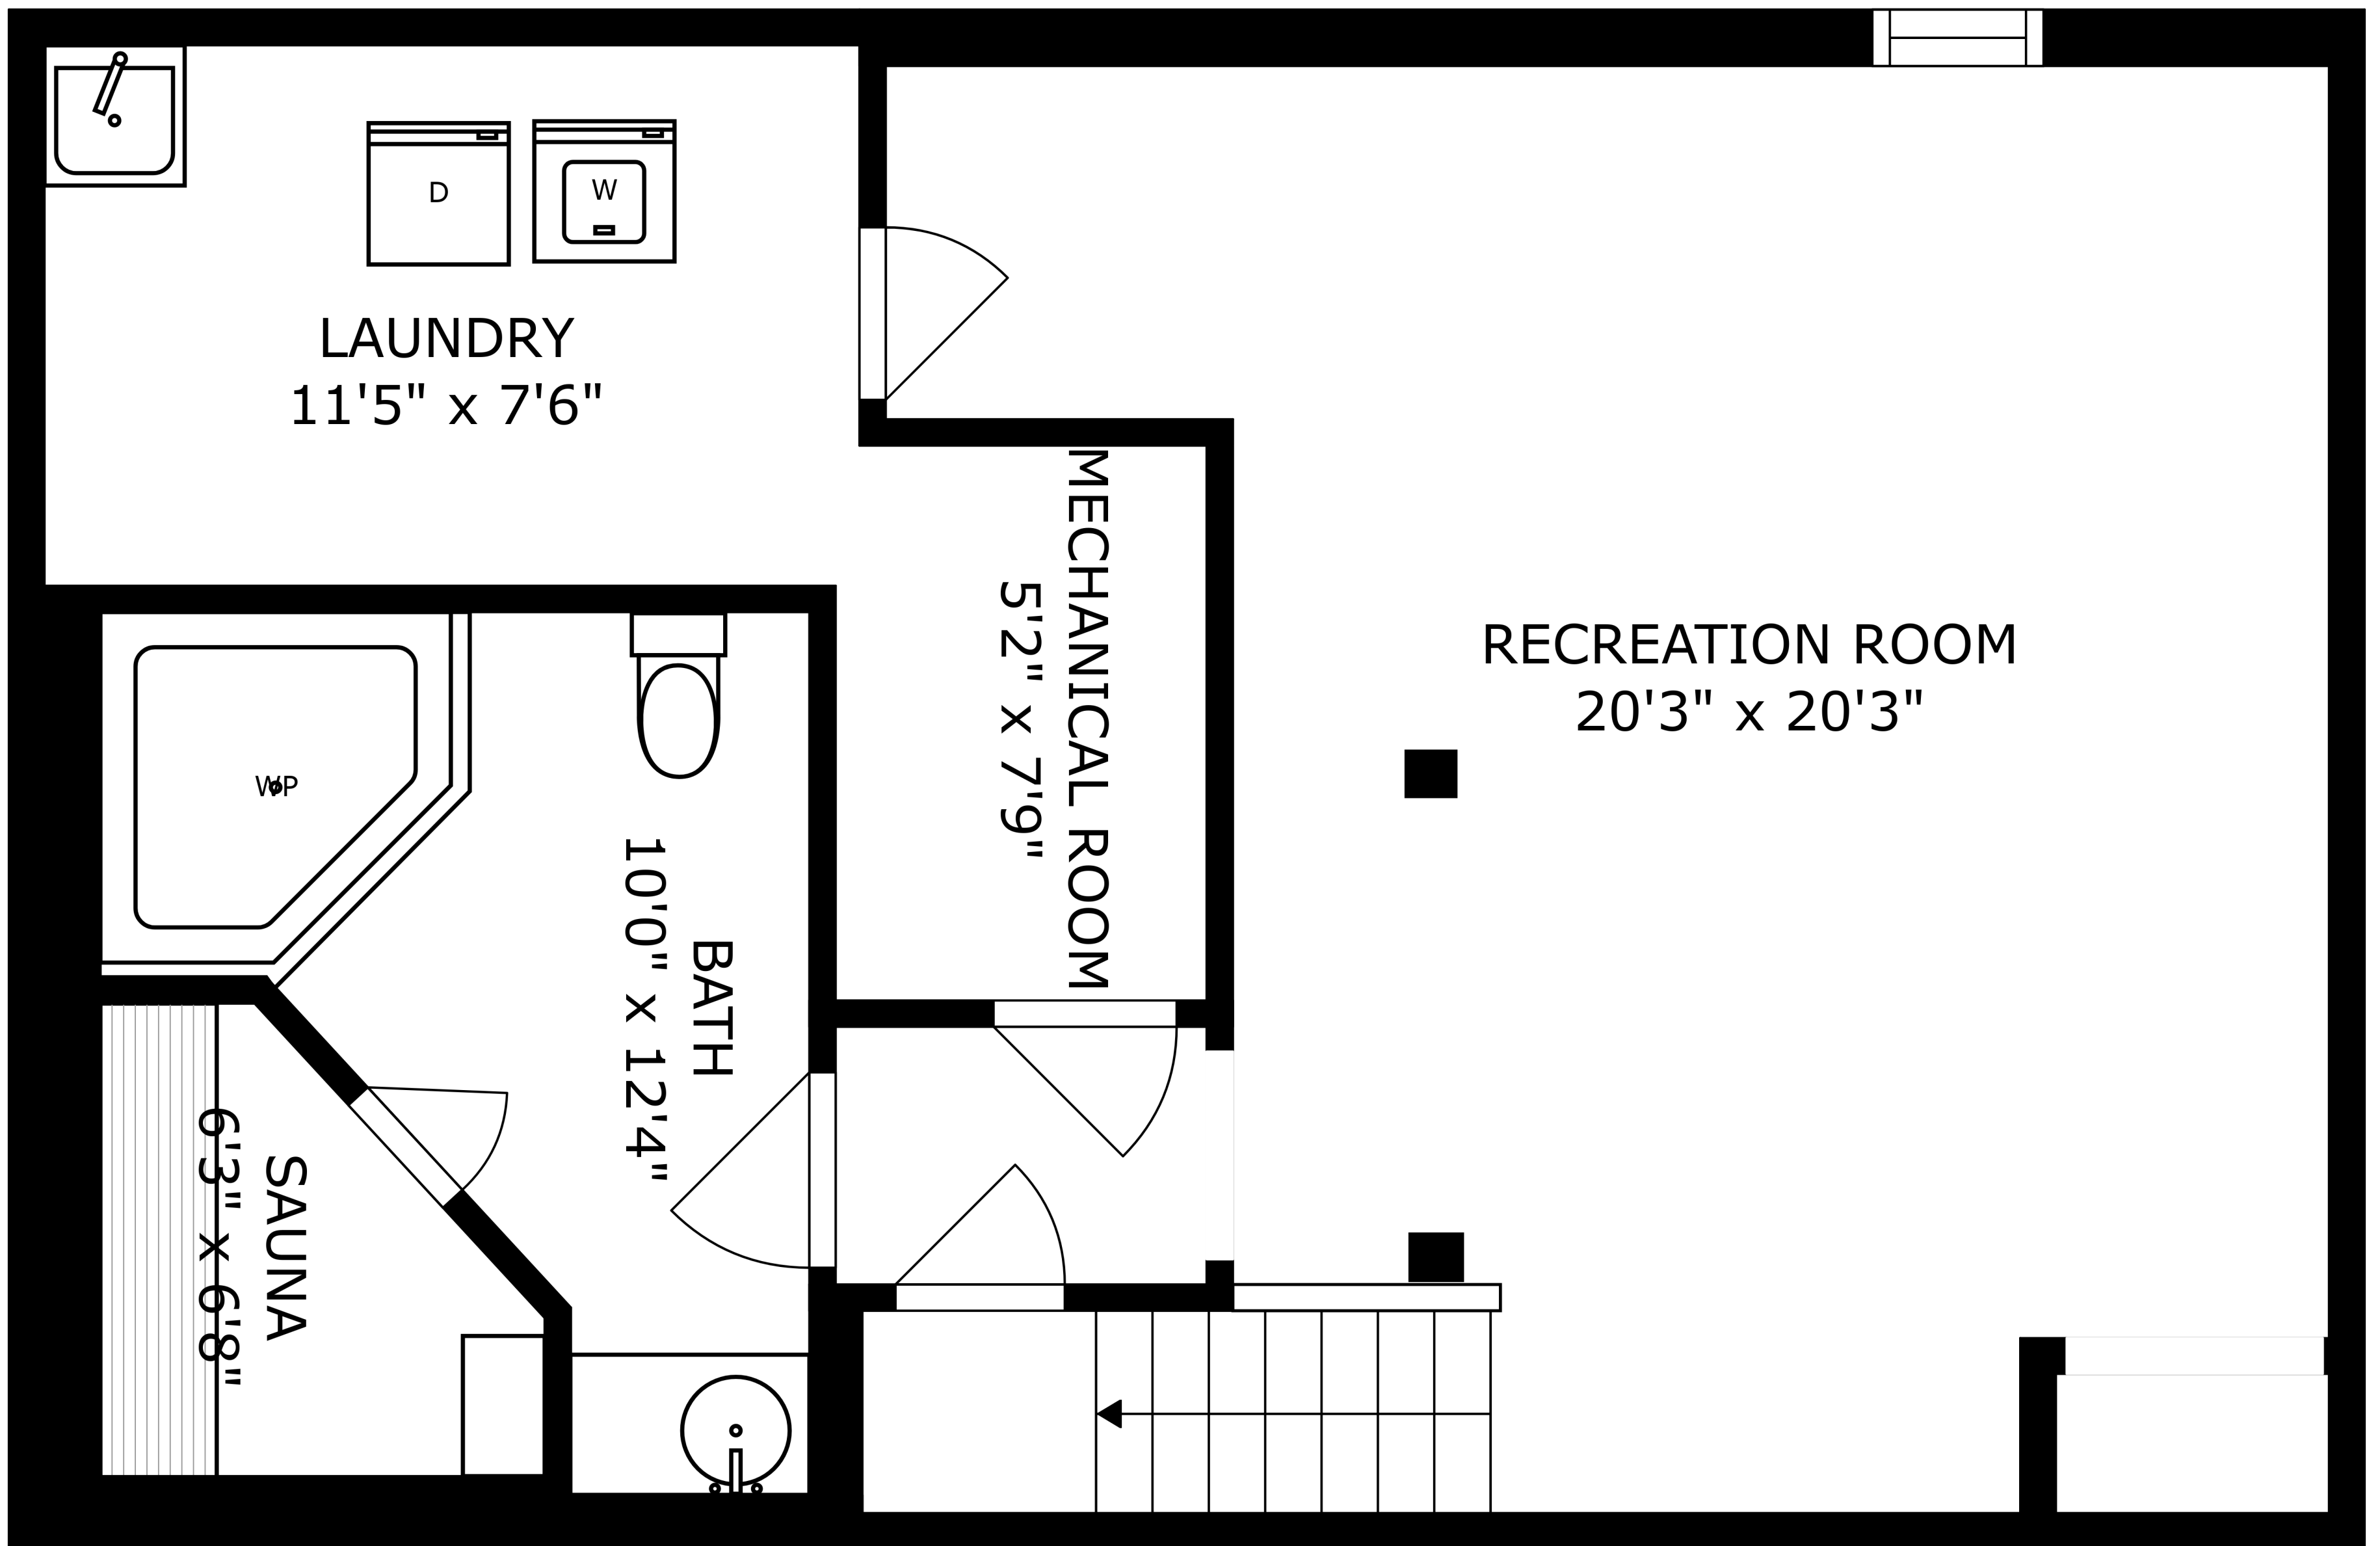 D
W
LAUNDRY
11'5" x 7'6"
MECHANICAL ROOM
5'2" x 7'9"
RECREATION ROOM
20'3" x 20'3"
WP
BATH
10'0" x 12'4"
SAUNA
6'3" x 6'8"